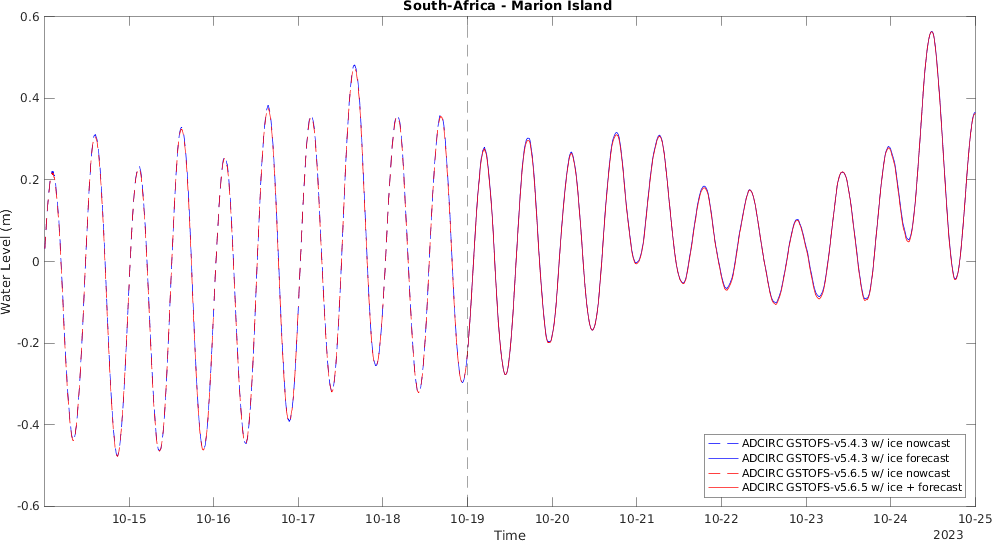 South-Africa - Marion Island
0.6
0.4
0.2
0
-0.2
-0.4
-0.6
Water Level (m)
10-15 10-16 10-17 10-18 10-19 10-20 10-21 10-22 10-23 10-24 10-25
Time
2023
ADCIRC GSTOFS-v5.4.3 w/ ice nowcast
ADCIRC GSTOFS-v5.4.3 w/ ice forecast
ADCIRC GSTOFS-v5.6.5 w/ ice nowcast
ADCIRC GSTOFS-v5.6.5 w/ ice + forecast